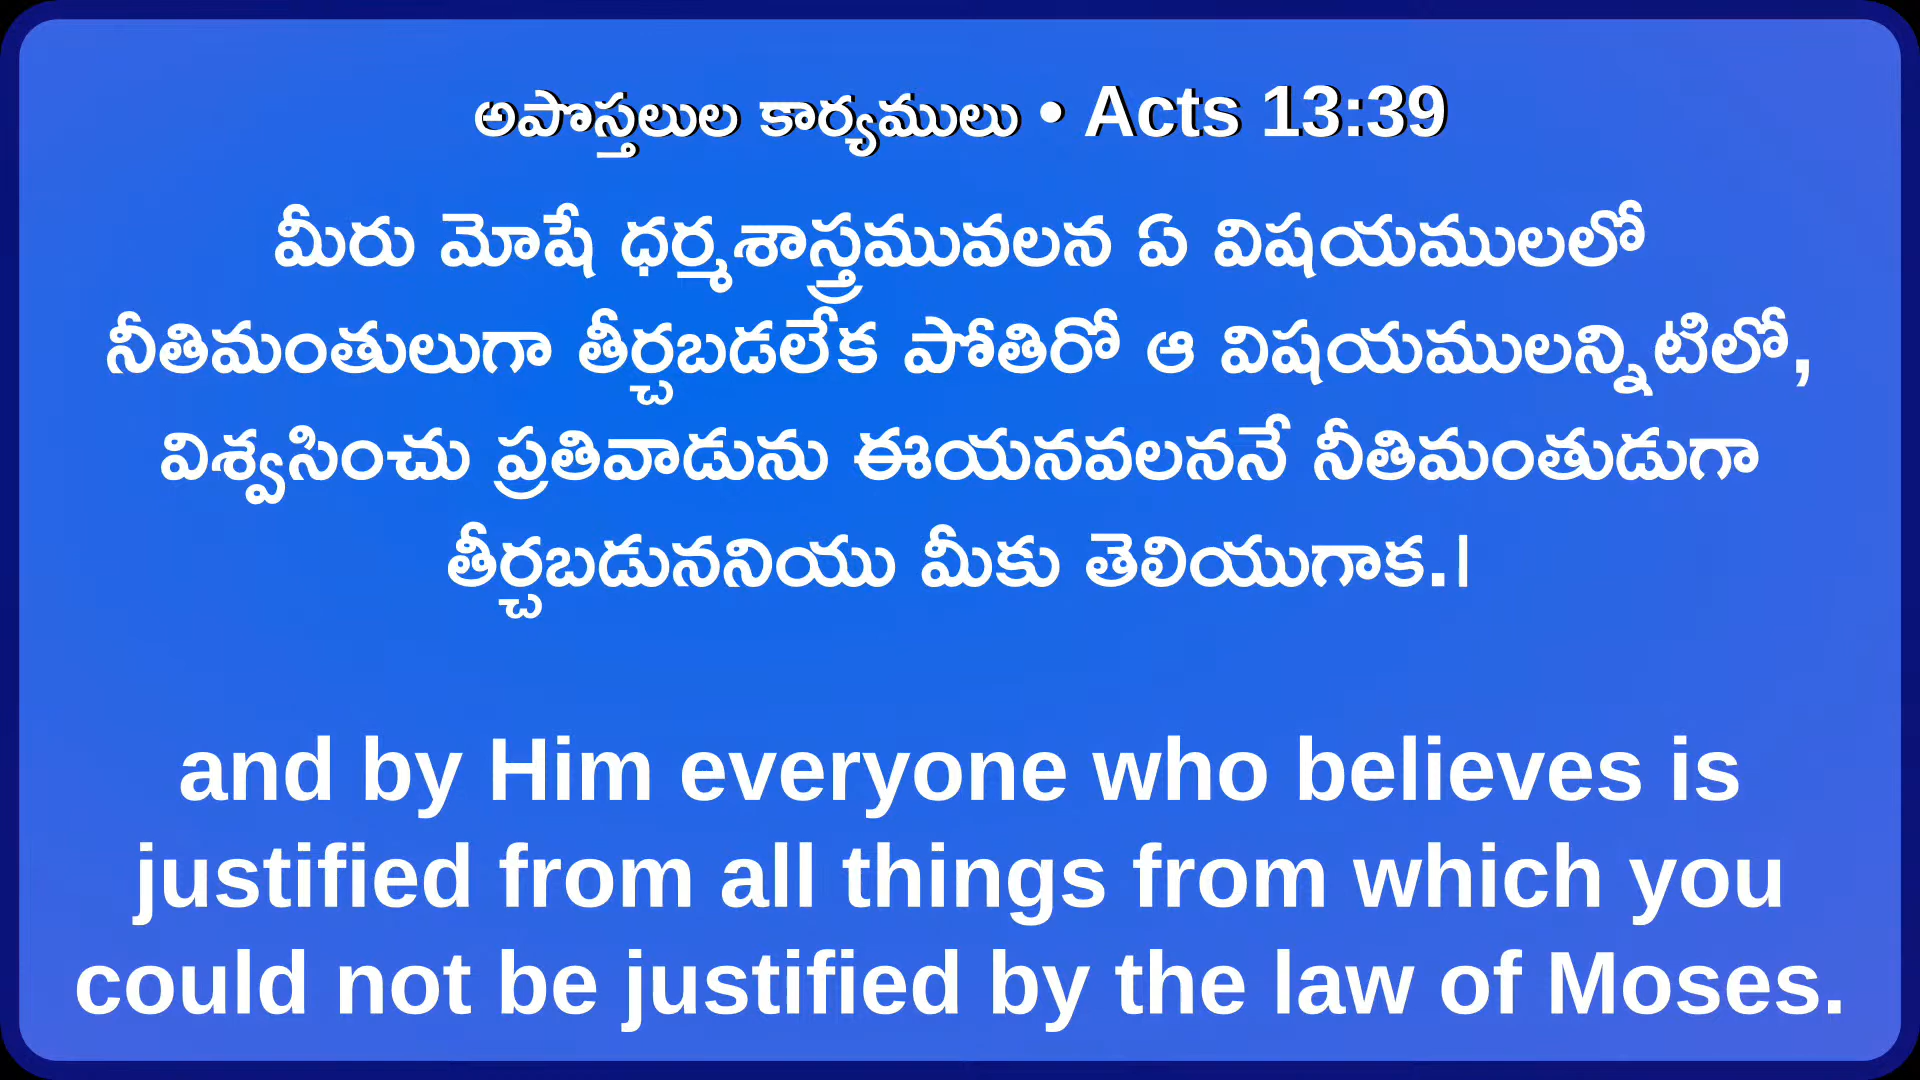 అపొస్తలుల కార్యములు • Acts 13:39
మీరు మోషే ధర్మశాస్త్రమువలన ఏ విషయములలో
నీతిమంతులుగా తీర్చబడలేక పోతిరో ఆ విషయములన్నిటిలో,
విశ్వసించు ప్రతివాడును ఈయనవలననే నీతిమంతుడుగా
తీర్చబడుననియు మీకు తెలియుగాక.।
and by Him everyone who believes is
justified from all things from which you
could not be justified by the law of Moses.